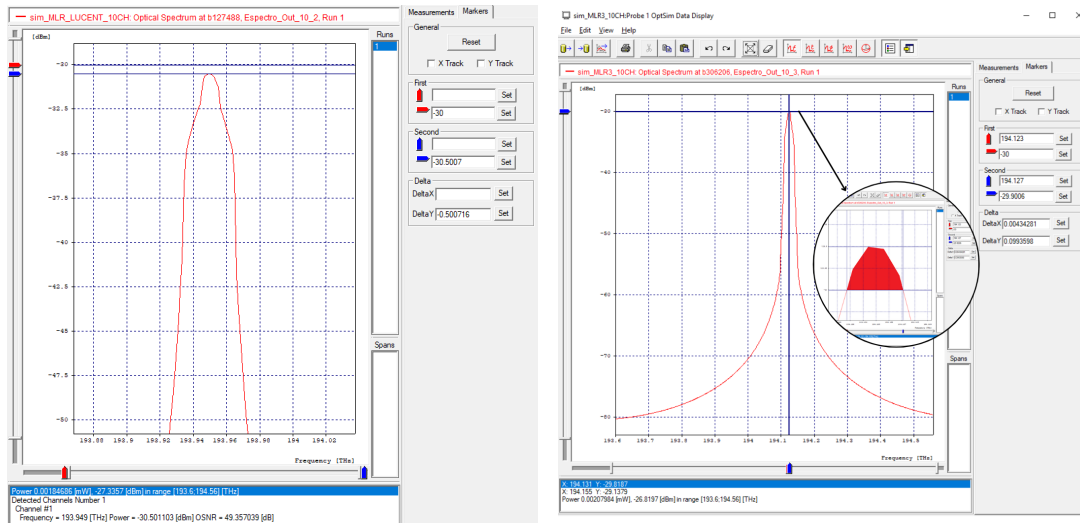 sim_MLR_LUCENT_10CH: Optical Spectrum at b127488, Espectro_Out_10_2, Run 1
[dBm]
-30
-32.5
-35
-37.5
-40
-42.5
-45
-47.5
-50
193.88 193.9 193.92 193.94 193.96 193.98 194 194.02
Frequency [THz]
Runs
1
Spans
Power 0.00184686 [mW], -27.3357 [dBm] in range [193.6;194.56] [THz]
Detected Channels Number 1
Channel #1
Frequency = 193.949 [THz] Power = -30.501103 [dBm] OSNR = 49.357039 [dB]
Measurements Markers
General
Reset
X Track Y Track
First
Set
-30 Set
Second
Set
-30.5007 Set
Delta
DeltaX Set
DeltaY -0.500716 Set
sim_MLR3_10CH:Probe 1 OptSim Data Display
File Edit View Help
sim_MLR3_10CH: Optical Spectrum at b306206, Espectro_Out_10_3, Run 1
[dBm]
-30
-40
-50
-60
-70
-80
193.6 193.7 193.8 193.9 194 194.1 194.2 194.3 194.4 194.5
Frequency [THz]
Runs
1
Spans
X: 194.131 Y: -29.8187
X: 194.155 Y: -29.1379
Power 0.00207984 [mW], -26.8197 [dBm] in range [193.6;194.56] [THz]
Measurements Markers
General
Reset
X Track Y Track
First
194.123 Set
-30 Set
Second
194.127 Set
-29.9006 Set
Delta
DeltaX 0.00434281 Set
DeltaY 0.0993598 Set